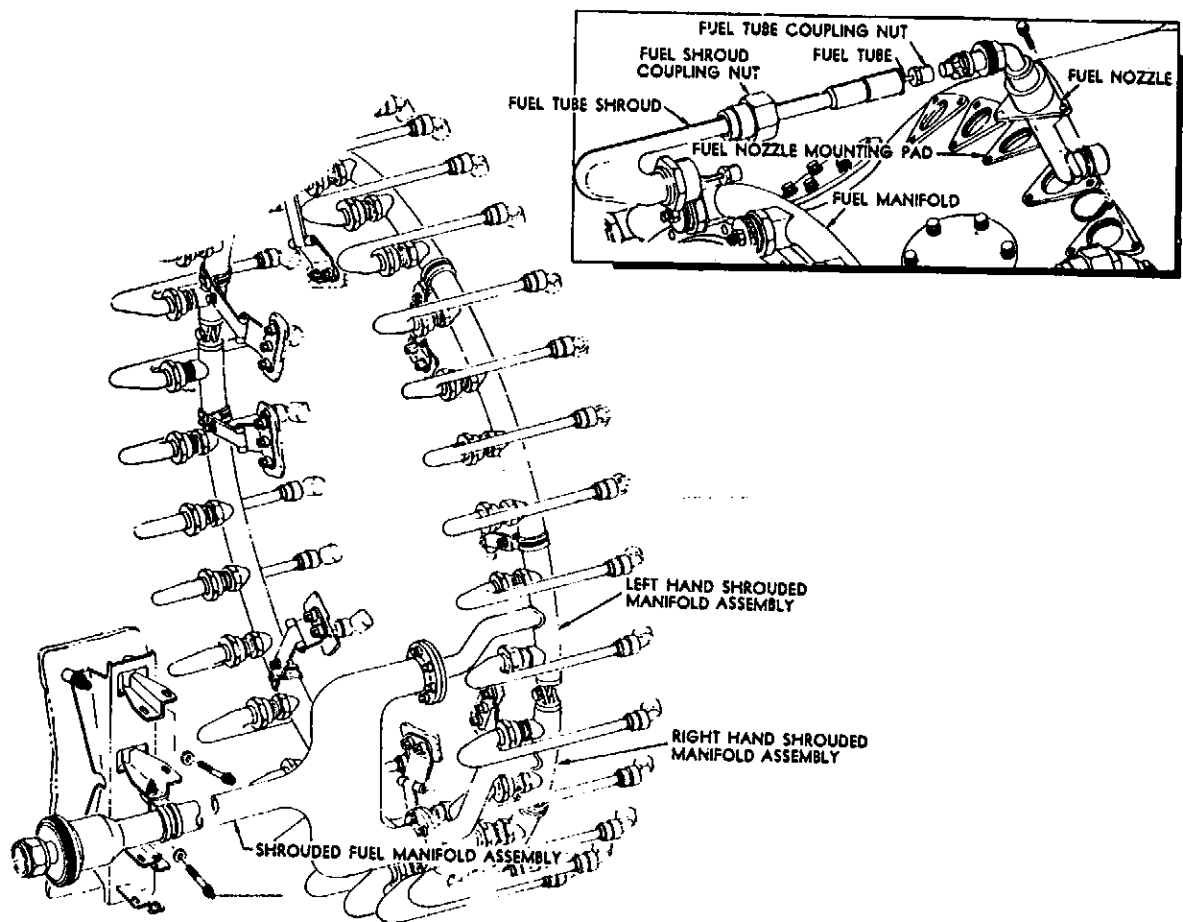 FUEL TUBE COUPLING NUT
FUEL TUBE
FUEL SHROUD
COUPLING NUT
FUEL NOZZLE
FUEL TUBE SHROUD
FUEL NOZZLE MOUNTING PAD
FUEL MANIFOLD
LEFT HAND SHROUDED
MANIFOLD ASSEMBLY
RIGHT HAND SHROUDED
MANIFOLD ASSEMBLY
SHROUDED FUEL MANIFOLD ASSEMBLY